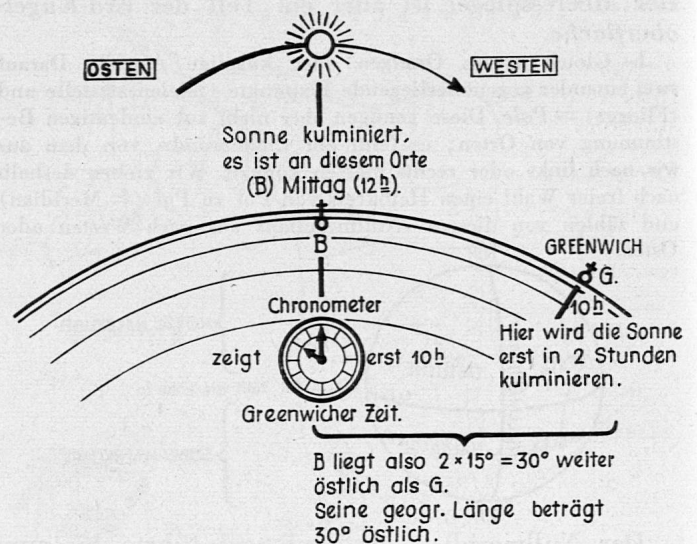 OSTEN
WESTEN
Sonne kulminiert,
es ist an diesem Orte
(B) Mittag (12h).
B
GREENWICH
G.
10h
Chronometer
zeigt erst 10h
Greenwicher Zeit.
Hier wird die Sonne
erst in 2 Stunden
kulminieren.
B liegt also 2×15°=30° weiter
östlich als G.
Seine geogr. Länge beträgt
30° östlich.